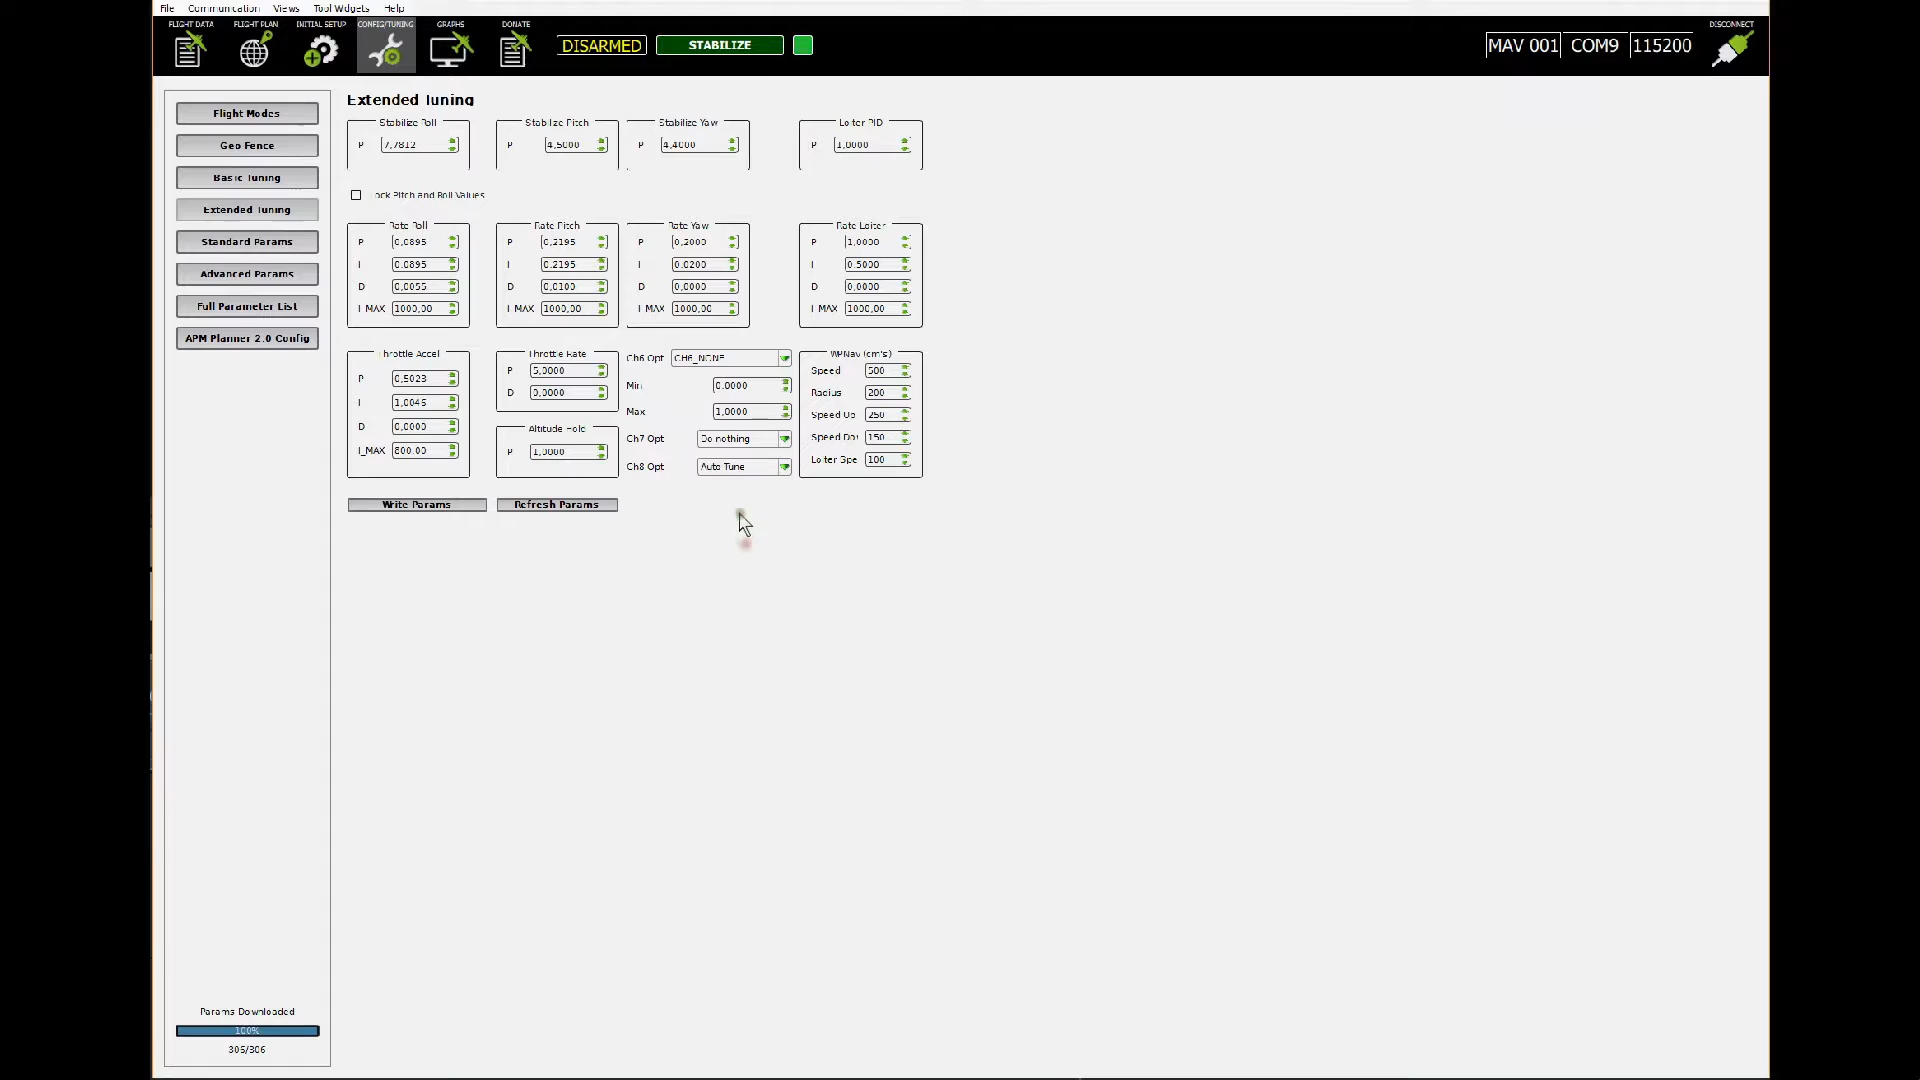 File Communication Views Tool Widgets Help
FLIGHT DATA FLIGHT PLAN INITIAL SETUP CONFIG/TUNING GRAPHS DONATE DISCONNECT
DISARMED STABILIZE MAV 001 COM9 115200
Flight Modes
Geo Fence
Basic Tuning
Extended Tuning
Standard Params
Advanced Params
Full Parameter List
APM Planner 2.0 Config
Params Downloaded
100%
306/306
Extended Tuning
Stabilize Roll Stabilize Pitch Stabilize Yaw Loiter PID
P 7,7812 P 4,5000 P 4,4000 P 1,0000
Lock Pitch and Roll Values
Rate Roll Rate Pitch Rate Yaw Rate Loiter
P 0,0895 P 0,2195 P 0,2000 P 1,0000
I 0,0895 I 0,2195 I 0,0200 I 0,5000
D 0,0055 D 0,0100 D 0,0000 D 0,0000
I_MAX 1000,00 I_MAX 1000,00 I_MAX 1000,00 I_MAX 1000,00
Throttle Accel
P 0,5023
I 1,0046
D 0,0000
I_MAX 800,00
Throttle Rate
P 5,0000
D 0,0000
Altitude Hold
P 1,0000
Ch6 Opt CH6_NONE
Min 0,0000
Max 1,0000
Ch7 Opt Do nothing
Ch8 Opt Auto Tune
WPNav (cm's)
Speed 500
Radius 200
Speed Up 250
Speed Dov 150
Loiter Spe 100
Write Params Refresh Params